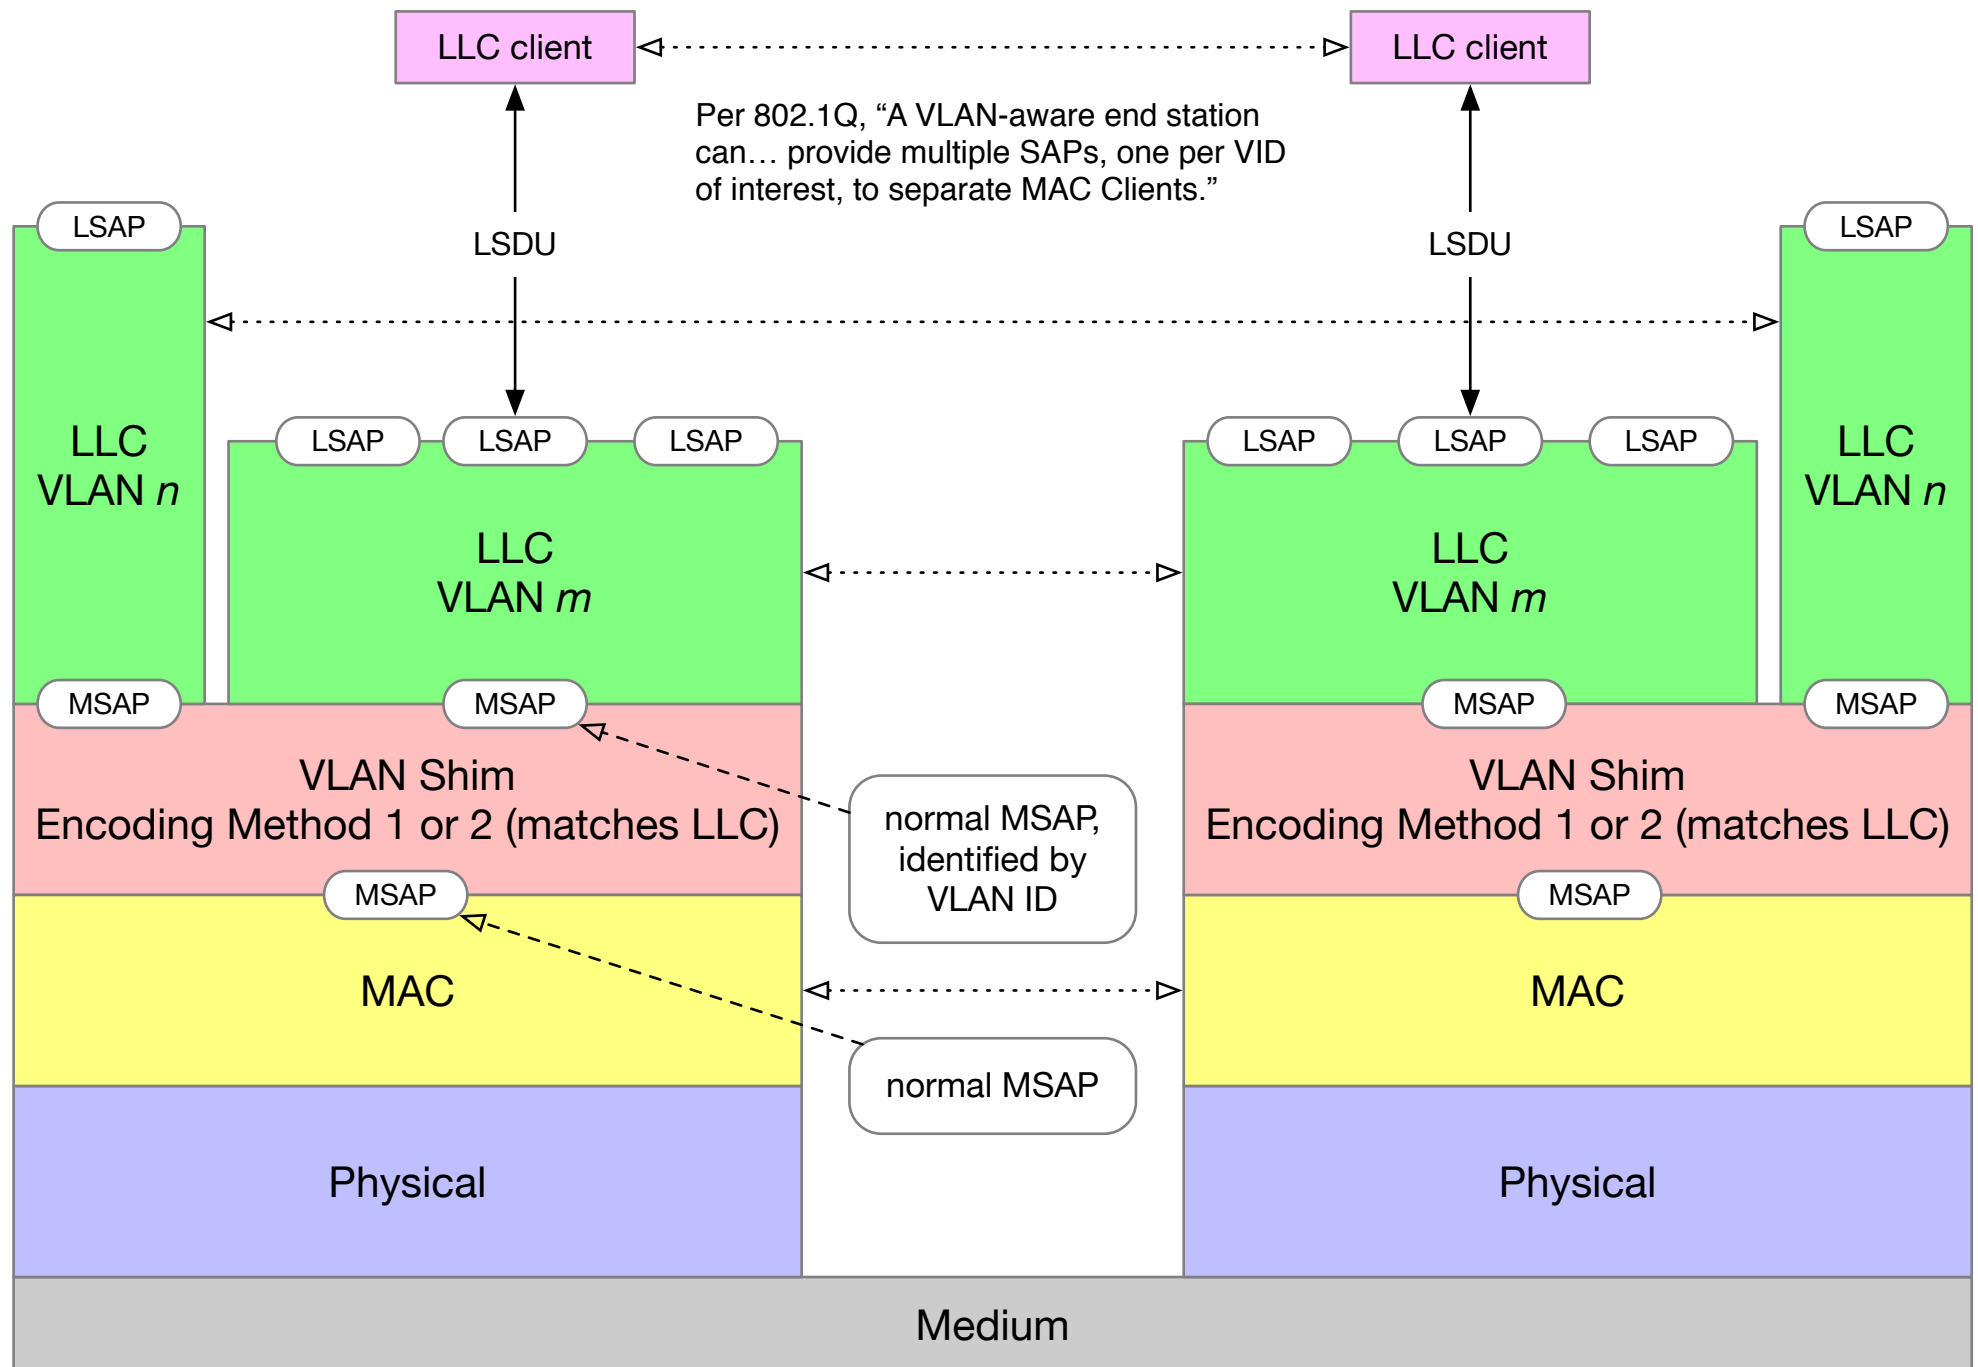 LLC client
LLC client
Per 802.1Q, “A VLAN-aware end station
can… provide multiple SAPs, one per VID
of interest, to separate MAC Clients.”
LSAP
LSDU
LSDU
LSAP
LLC
VLAN n
LSAP
LSAP
LSAP
LSAP
LSAP
LSAP
LLC
VLAN n
LLC
VLAN m
LLC
VLAN m
MSAP
MSAP
MSAP
MSAP
VLAN Shim
Encoding Method 1 or 2 (matches LLC)
normal MSAP,
identified by
VLAN ID
VLAN Shim
Encoding Method 1 or 2 (matches LLC)
MSAP
MSAP
MAC
MAC
normal MSAP
Physical
Physical
Medium